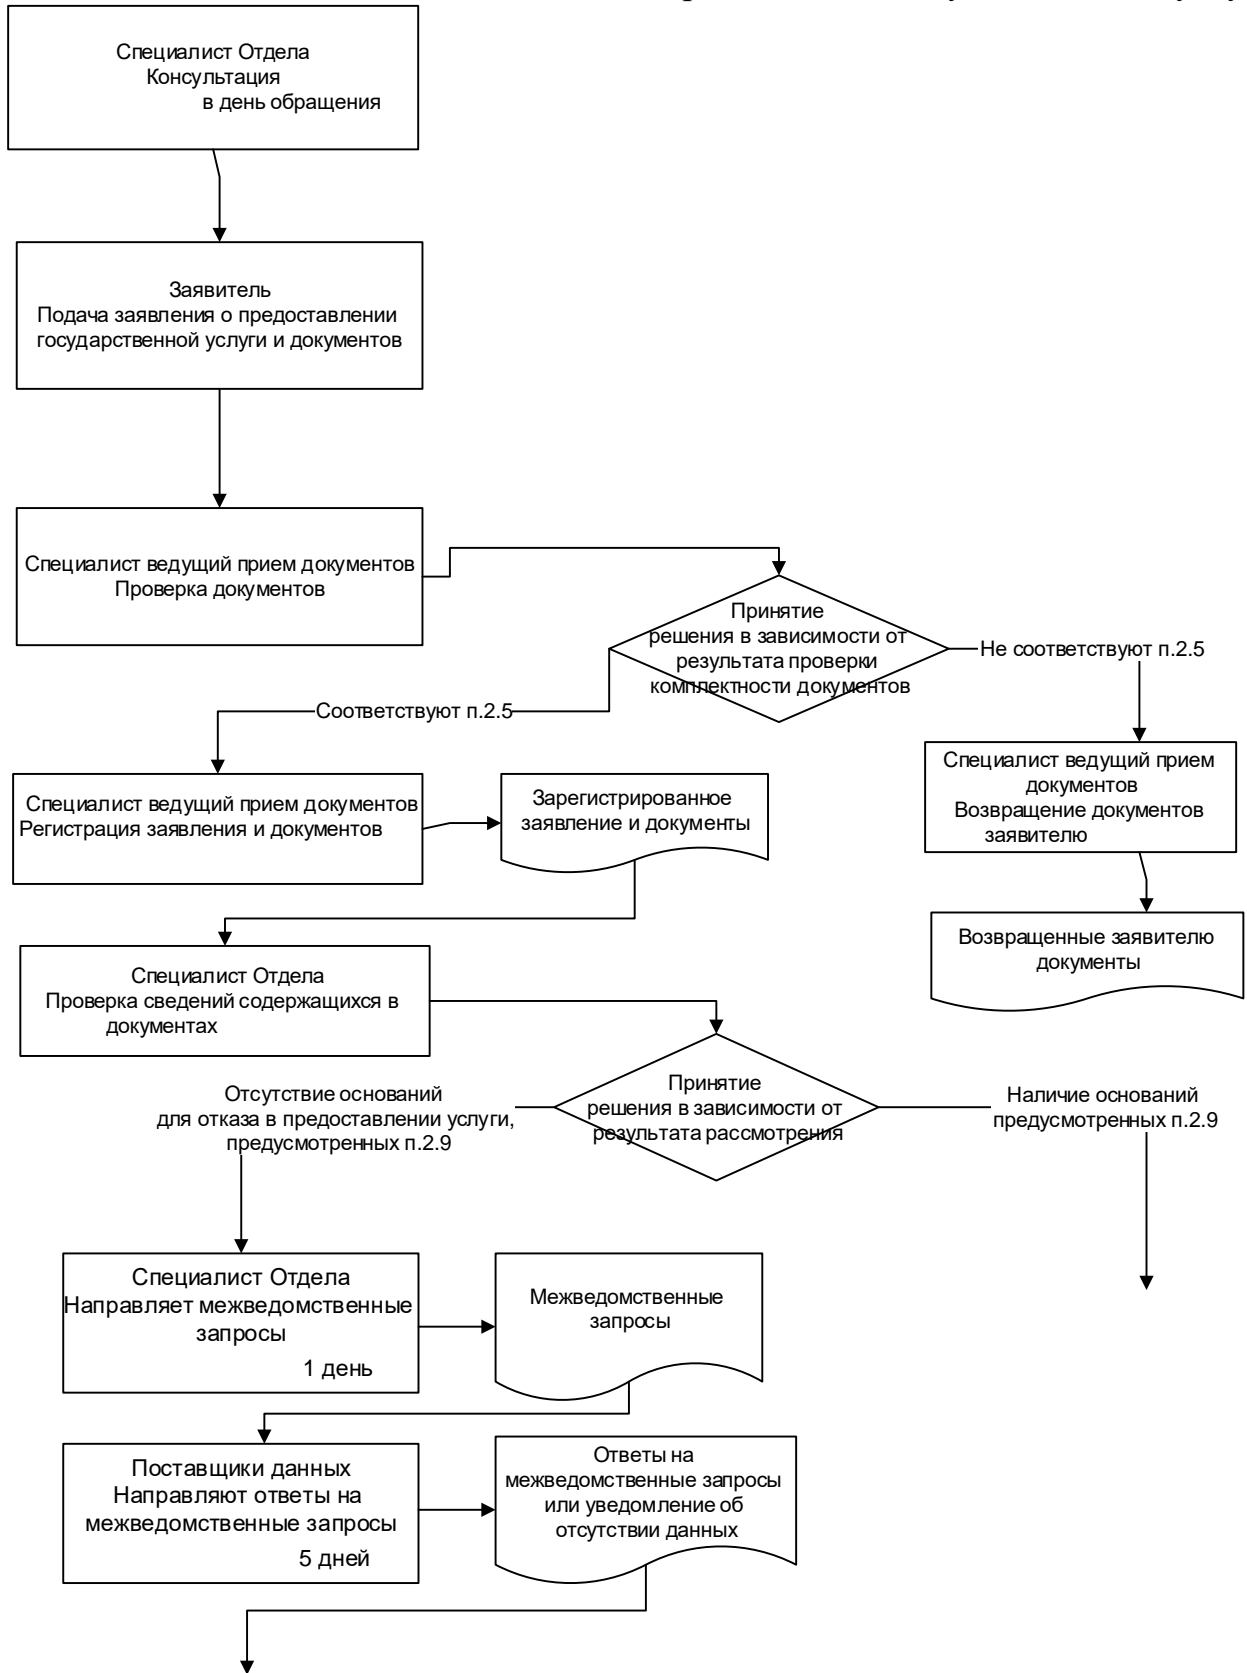 Специалист Отдела
Консультация
в день обращения
Заявитель
Подача заявления о предоставлении
государственной услуги и документов
Специалист ведущий прием документов
Проверка документов
Принятие
решения в зависимости от
результата проверки
комплектности документов
Не соответствуют п.2.5
Соответствуют п.2.5
Специалист ведущий прием
документов
Возвращение документов
заявителю
Специалист ведущий прием документов
Регистрация заявления и документов
Зарегистрированное
заявление и документы
Возвращенные заявителю
документы
Специалист Отдела
Проверка сведений содержащихся в
документах
Принятие
решения в зависимости от
результата рассмотрения
Отсутствие оснований
для отказа в предоставлении услуги,
предусмотренных п.2.9
Наличие оснований
предусмотренных п.2.9
Специалист Отдела
Направляет межведомственные
запросы
1 день
Межведомственные
запросы
Поставщики данных
Направляют ответы на
межведомственные запросы
5 дней
Ответы на
межведомственные запросы
или уведомление об
отсутствии данных